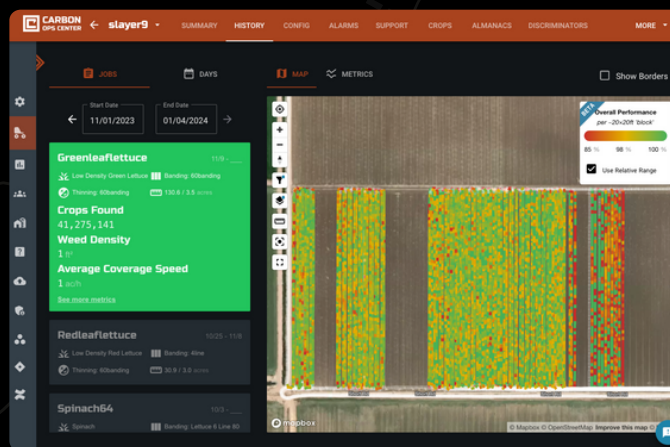 CARBON
OPS CENTER
slayer9
SUMMARY
HISTORY
CONFIG
ALARMS
SUPPORT
CROPS
ALMANACS
DISCRIMINATORS
MORE
JOBS
DAYS
MAP
METRICS
Show Borders
Start Date
11/01/2023
End Date
01/04/2024
Greenleaflettuce
11/9 - __
Low Density Green Lettuce
Banding: 60banding
Thinning: 60banding
130.8 / 3.5 acres
Crops Found
41,275,141
Weed Density
1 ft²
Average Coverage Speed
1 ac/h
See more metrics
Redleaflettuce
10/25 - 11/8
Low Density Red Lettuce
Banding: 4line
Thinning: 60banding
30.8 / 3.0 acres
Spinach64
10/3 - __
Spinach
Banding: Lettuce 6 Line 80
BETA
Overall Performance
per ~20x20ft 'block'
85 %
98 %
100 %
Use Relative Range
mapbox
© Mapbox © OpenStreetMap Improve this map ©